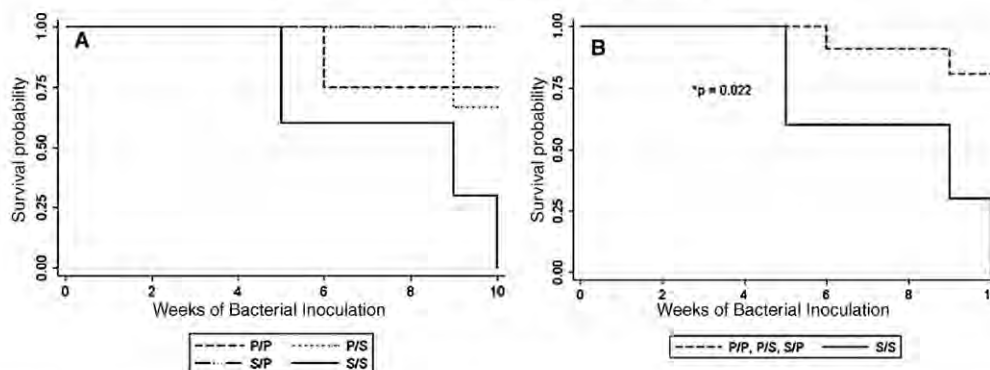 A
Survival probability
1.00
0.75
0.50
0.25
0.00
0 2 4 6 8 10
Weeks of Bacterial Inoculation
P/P P/S
S/P S/S
B
*p = 0.022
Survival probability
1.00
0.75
0.50
0.25
0.00
0 2 4 6 8 1
Weeks of Bacterial Inoculation
P/P, P/S, S/P S/S